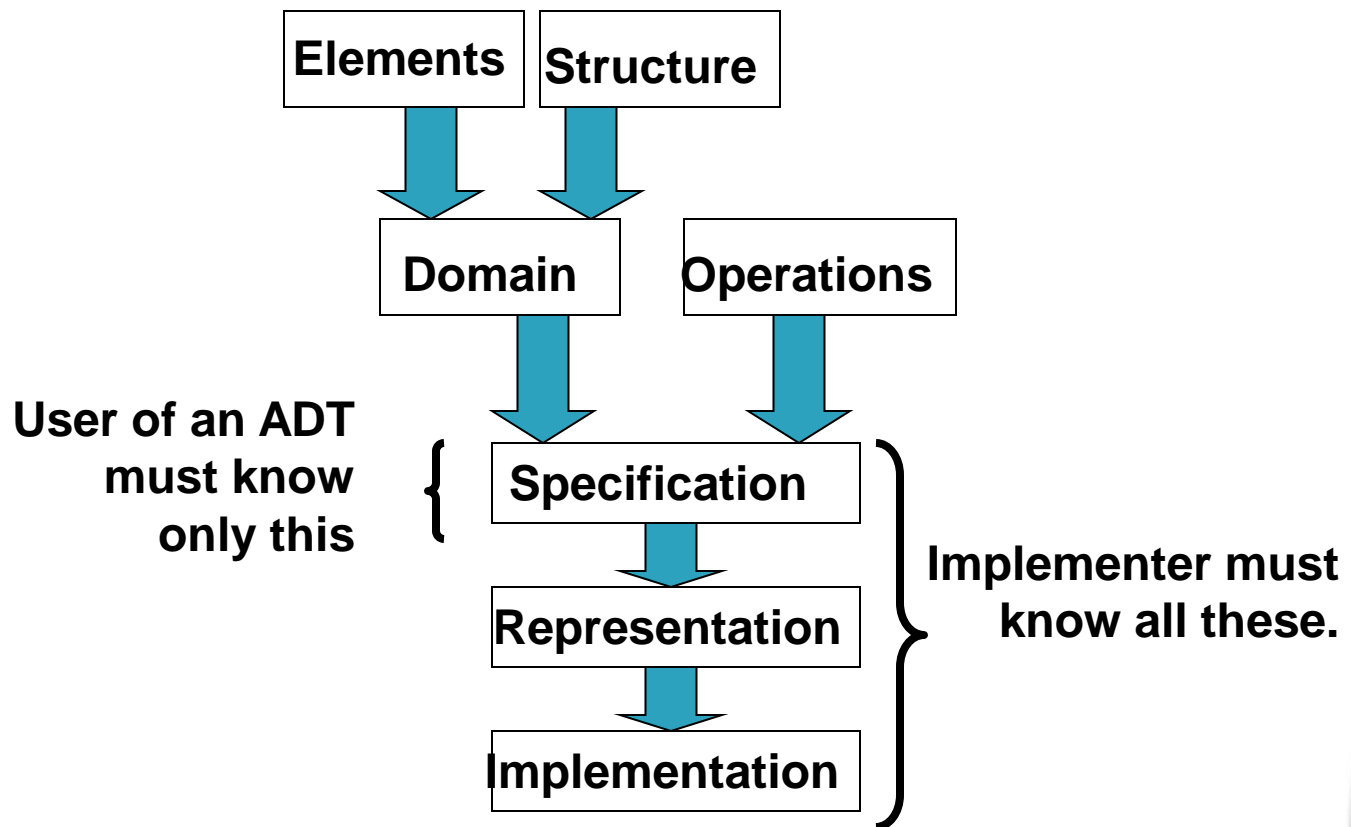 Elements
Structure
Domain
Operations
User of an ADT
must know
only this
Specification
Representation
Implementation
Implementer must
know all these.